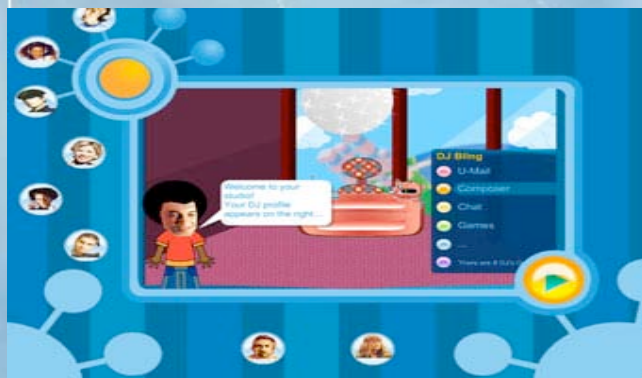 Welcome to your
studio!
Your DJ profile
appears on the right...
DJ Bling
U-Mail
Composer
Chat
Games
...
There are 8 DJ's